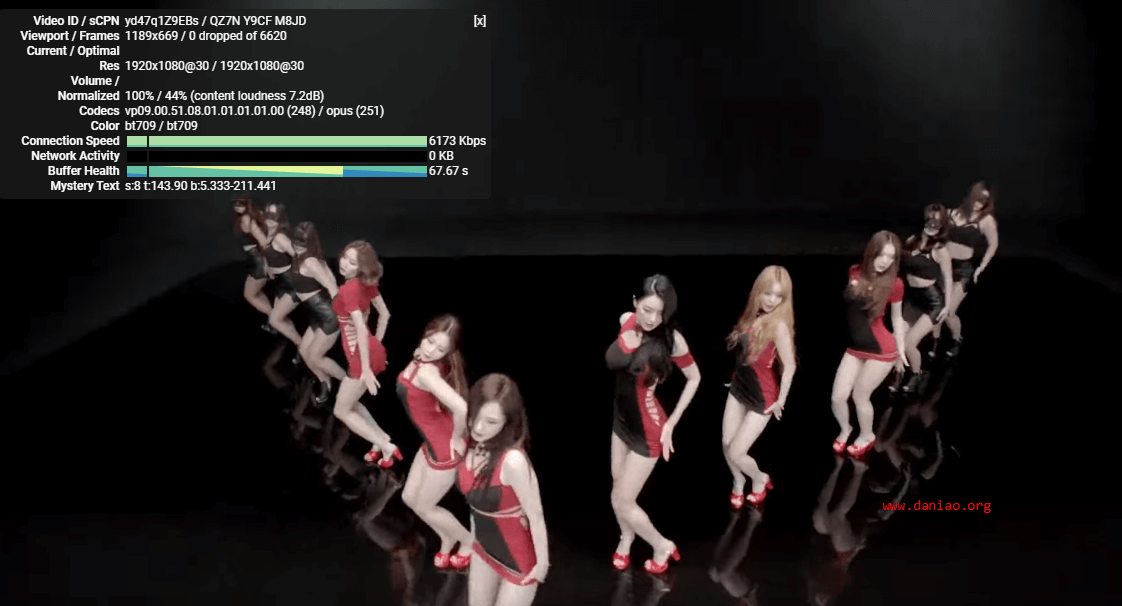 Video ID / sCPN yd47q1Z9EBs / QZ7N Y9CF M8JD [x]
Viewport / Frames 1189x669 / 0 dropped of 6620
Current / Optimal
Res 1920x1080@30 / 1920x1080@30
Volume /
Normalized 100% / 44% (content loudness 7.2dB)
Codecs vp09.00.51.08.01.01.01.01.00 (248) / opus (251)
Color bt709 / bt709
Connection Speed 6173 Kbps
Network Activity 0 KB
Buffer Health 67.67 s
Mystery Text s:8 t:143.90 b:5.333-211.441
www.daniao.org